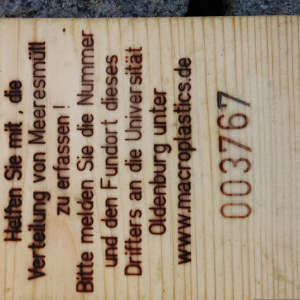 Helfen Sie mit , die
Verteilung von Meeresmüll
zu erfassen !
Bitte melden Sie die Nummer
und den Fundort dieses
Drifters an die Universität
Oldenburg unter
www.macroplastics.de
003767